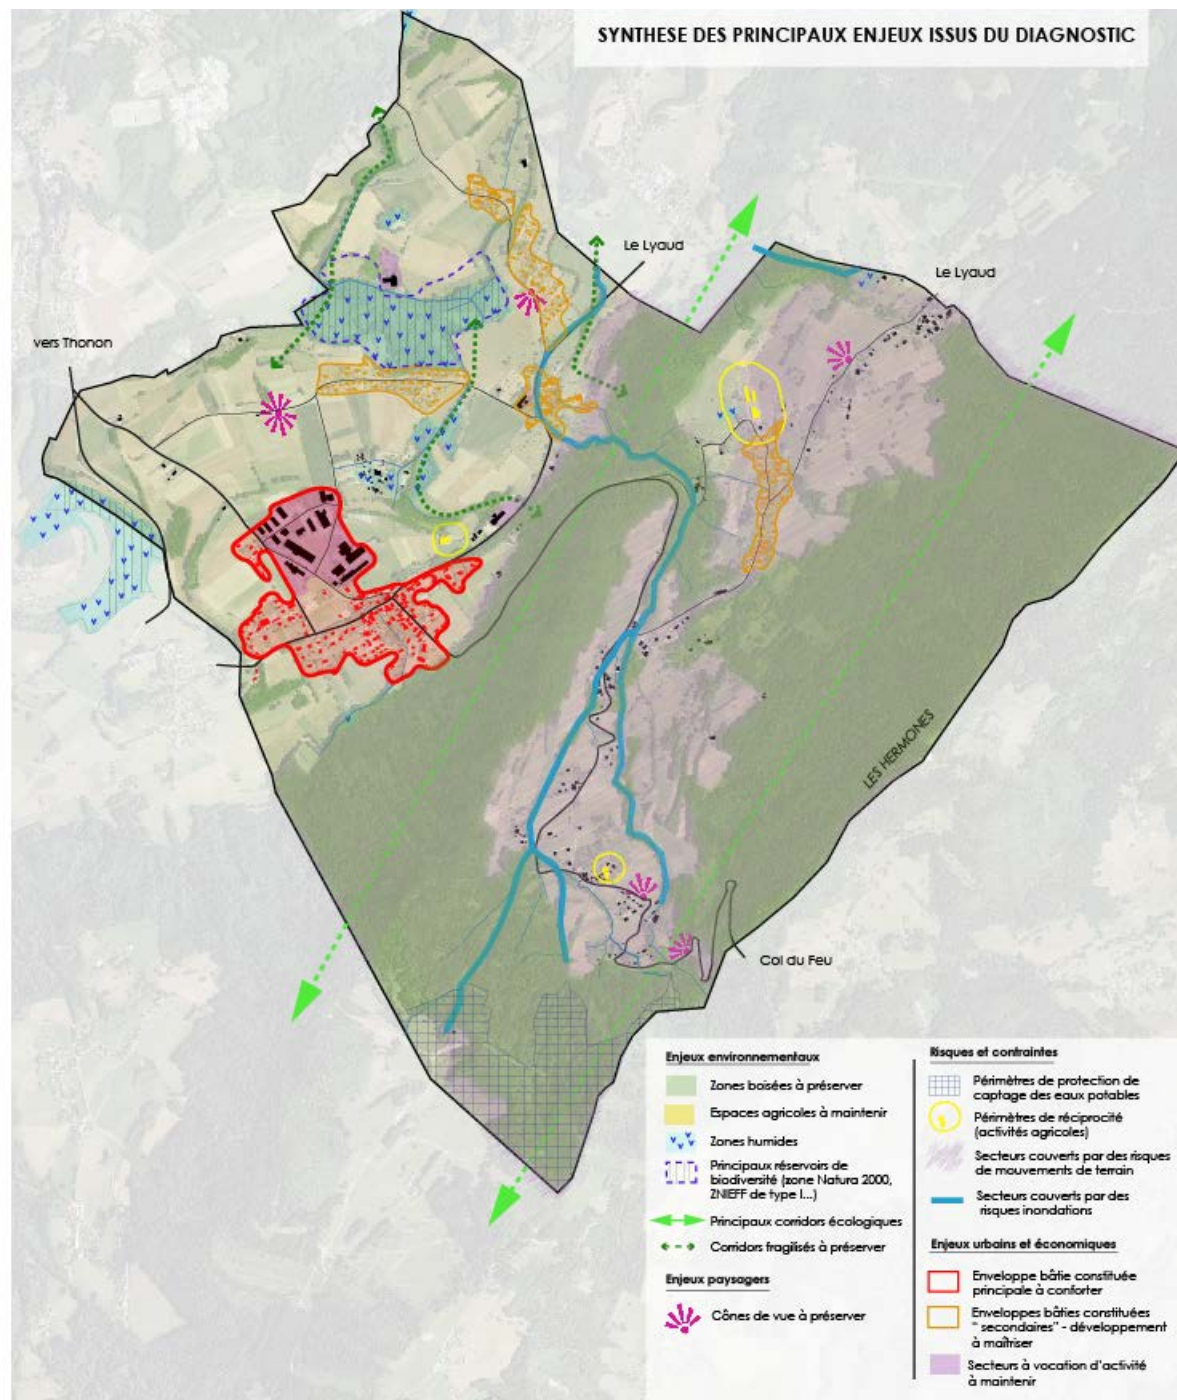 SYNTHESE DES PRINCIPAUX ENJEUX ISSUS DU DIAGNOSTIC
Le Lyaud
Le Lyaud
vers Thonon
LES HERMONES
Col du Feu
Enjeux environnementaux
Zones boisées à préserver
Espaces agricoles à maintenir
Zones humides
Principaux réservoirs de
biodiversité (zone Natura 2000,
ZNIEFF de type I...)
Principaux corridors écologiques
Corridors fragilisés à préserver
Enjeux paysagers
Cônes de vue à préserver
Risques et contraintes
Périmètres de protection de
captage des eaux potables
Périmètres de réciprocité
(activités agricoles)
Secteurs couverts par des risques
de mouvements de terrain
Secteurs couverts par des
risques inondations
Enjeux urbains et économiques
Enveloppe bâtie constituée
principale à conforter
Enveloppes bâties constituées
" secondaires" - développement
à maîtriser
Secteurs à vocation d'activité
à maintenir